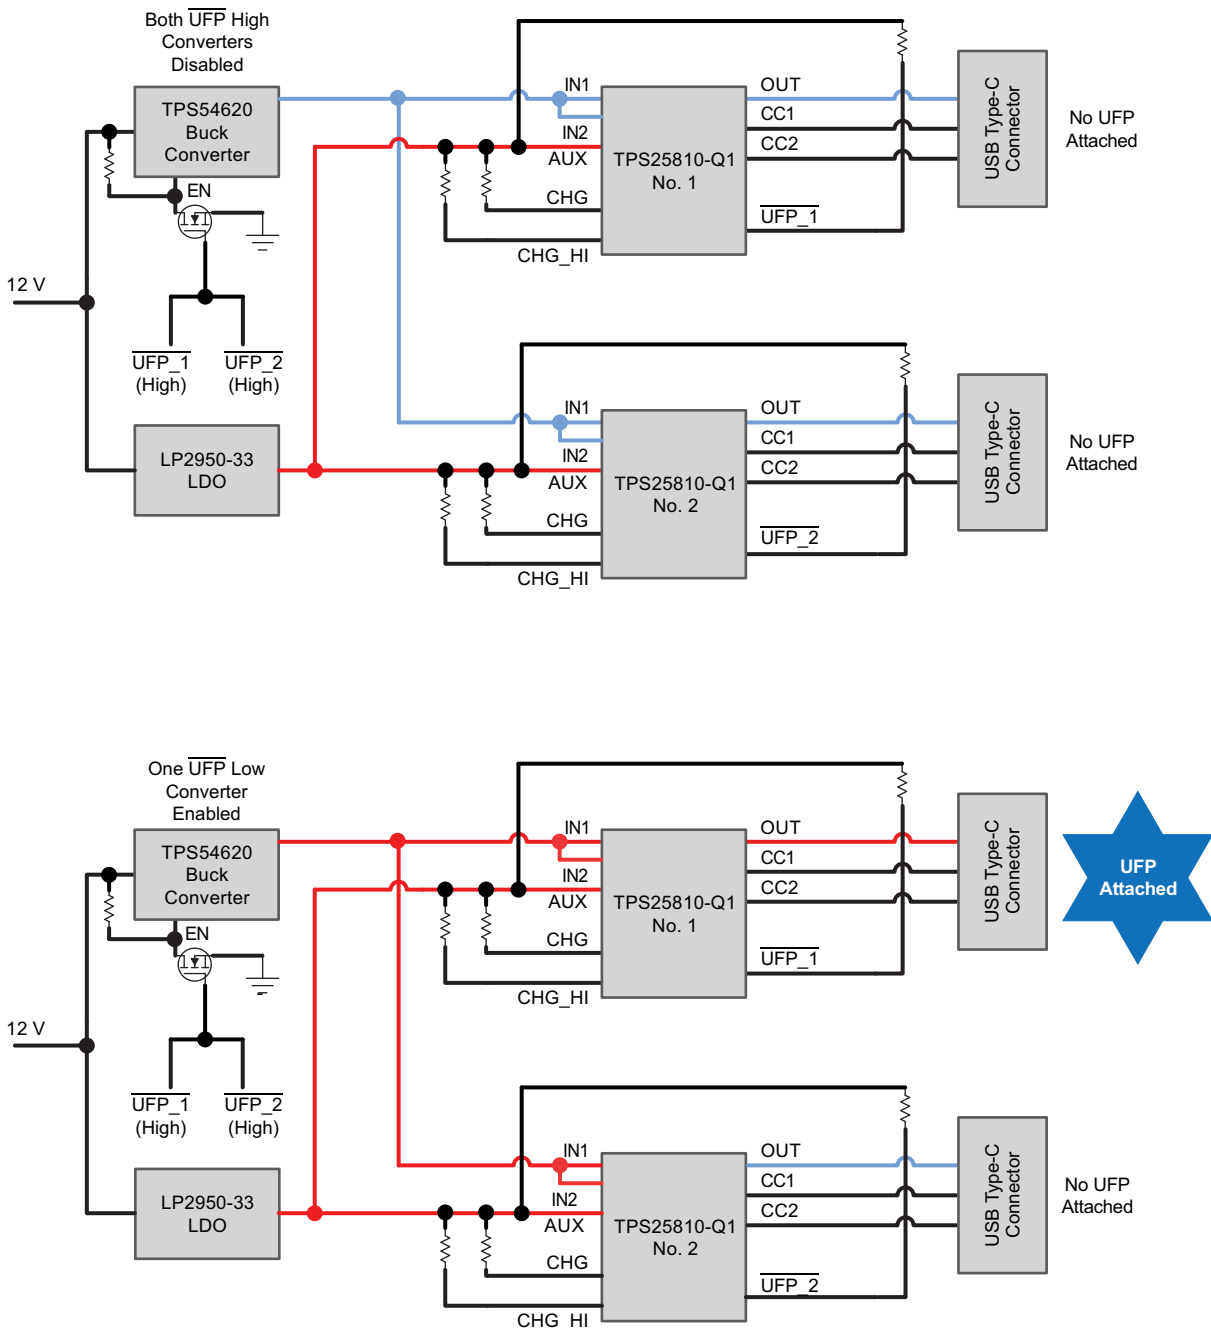 Both UFP High
Converters
Disabled
TPS54620
Buck
Converter
EN
12 V
UFP_1
(High)
UFP_2
(High)
LP2950-33
LDO
IN1
IN2
AUX
CHG
CHG_HI
TPS25810-Q1
No. 1
OUT
CC1
CC2
UFP_1
USB Type-C
Connector
No UFP
Attached
IN1
IN2
AUX
CHG
CHG_HI
TPS25810-Q1
No. 2
OUT
CC1
CC2
UFP_2
USB Type-C
Connector
No UFP
Attached
One UFP Low
Converter
Enabled
TPS54620
Buck
Converter
EN
12 V
UFP_1
(High)
UFP_2
(High)
LP2950-33
LDO
IN1
IN2
AUX
CHG
CHG_HI
TPS25810-Q1
No. 1
OUT
CC1
CC2
UFP_1
USB Type-C
Connector
UFP
Attached
IN1
IN2
AUX
CHG
CHG_HI
TPS25810-Q1
No. 2
OUT
CC1
CC2
UFP_2
USB Type-C
Connector
No UFP
Attached